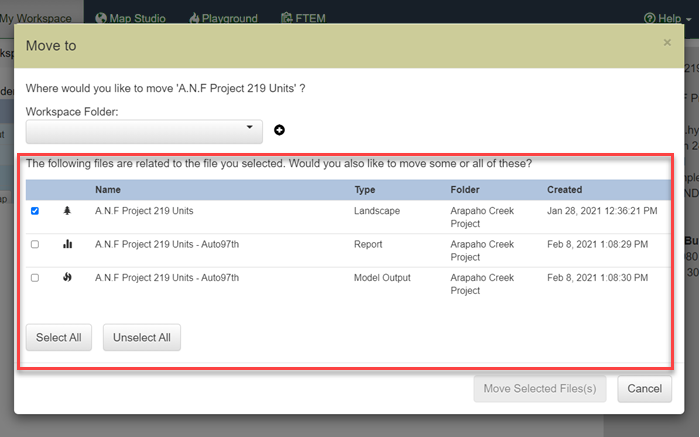 My Workspace Map Studio Playground FTEM Help
Move to ×
Where would you like to move 'A.N.F Project 219 Units' ?
Workspace Folder:
The following files are related to the file you selected. Would you also like to move some or all of these?
Name Type Folder Created
A.N.F Project 219 Units Landscape Arapaho Creek Project Jan 28, 2021 12:36:21 PM
A.N.F Project 219 Units - Auto97th Report Arapaho Creek Project Feb 8, 2021 1:08:29 PM
A.N.F Project 219 Units - Auto97th Model Output Arapaho Creek Project Feb 8, 2021 1:08:30 PM
Select All Unselect All
Move Selected Files(s) Cancel